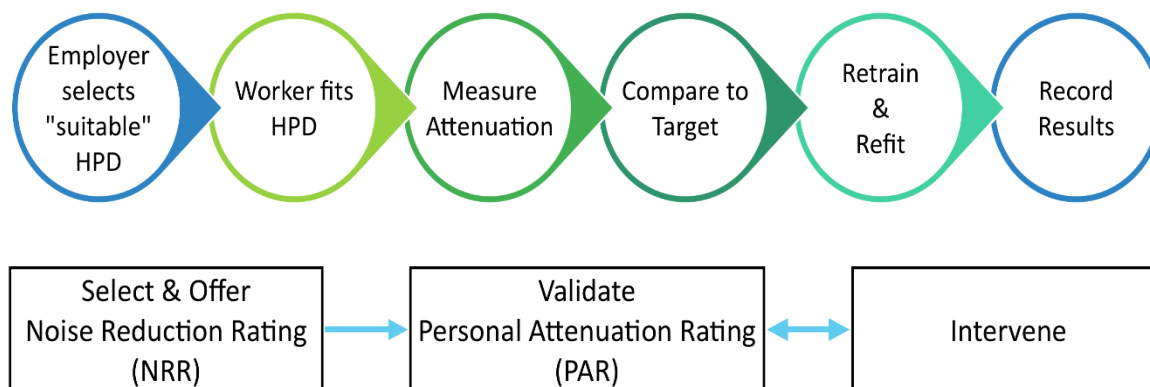 Employer
selects
"suitable"
HPD
Worker fits
HPD
Measure
Attenuation
Compare to
Target
Retrain
&
Refit
Record
Results
Select & Offer
Noise Reduction Rating
(NRR)
Validate
Personal Attenuation Rating
(PAR)
Intervene